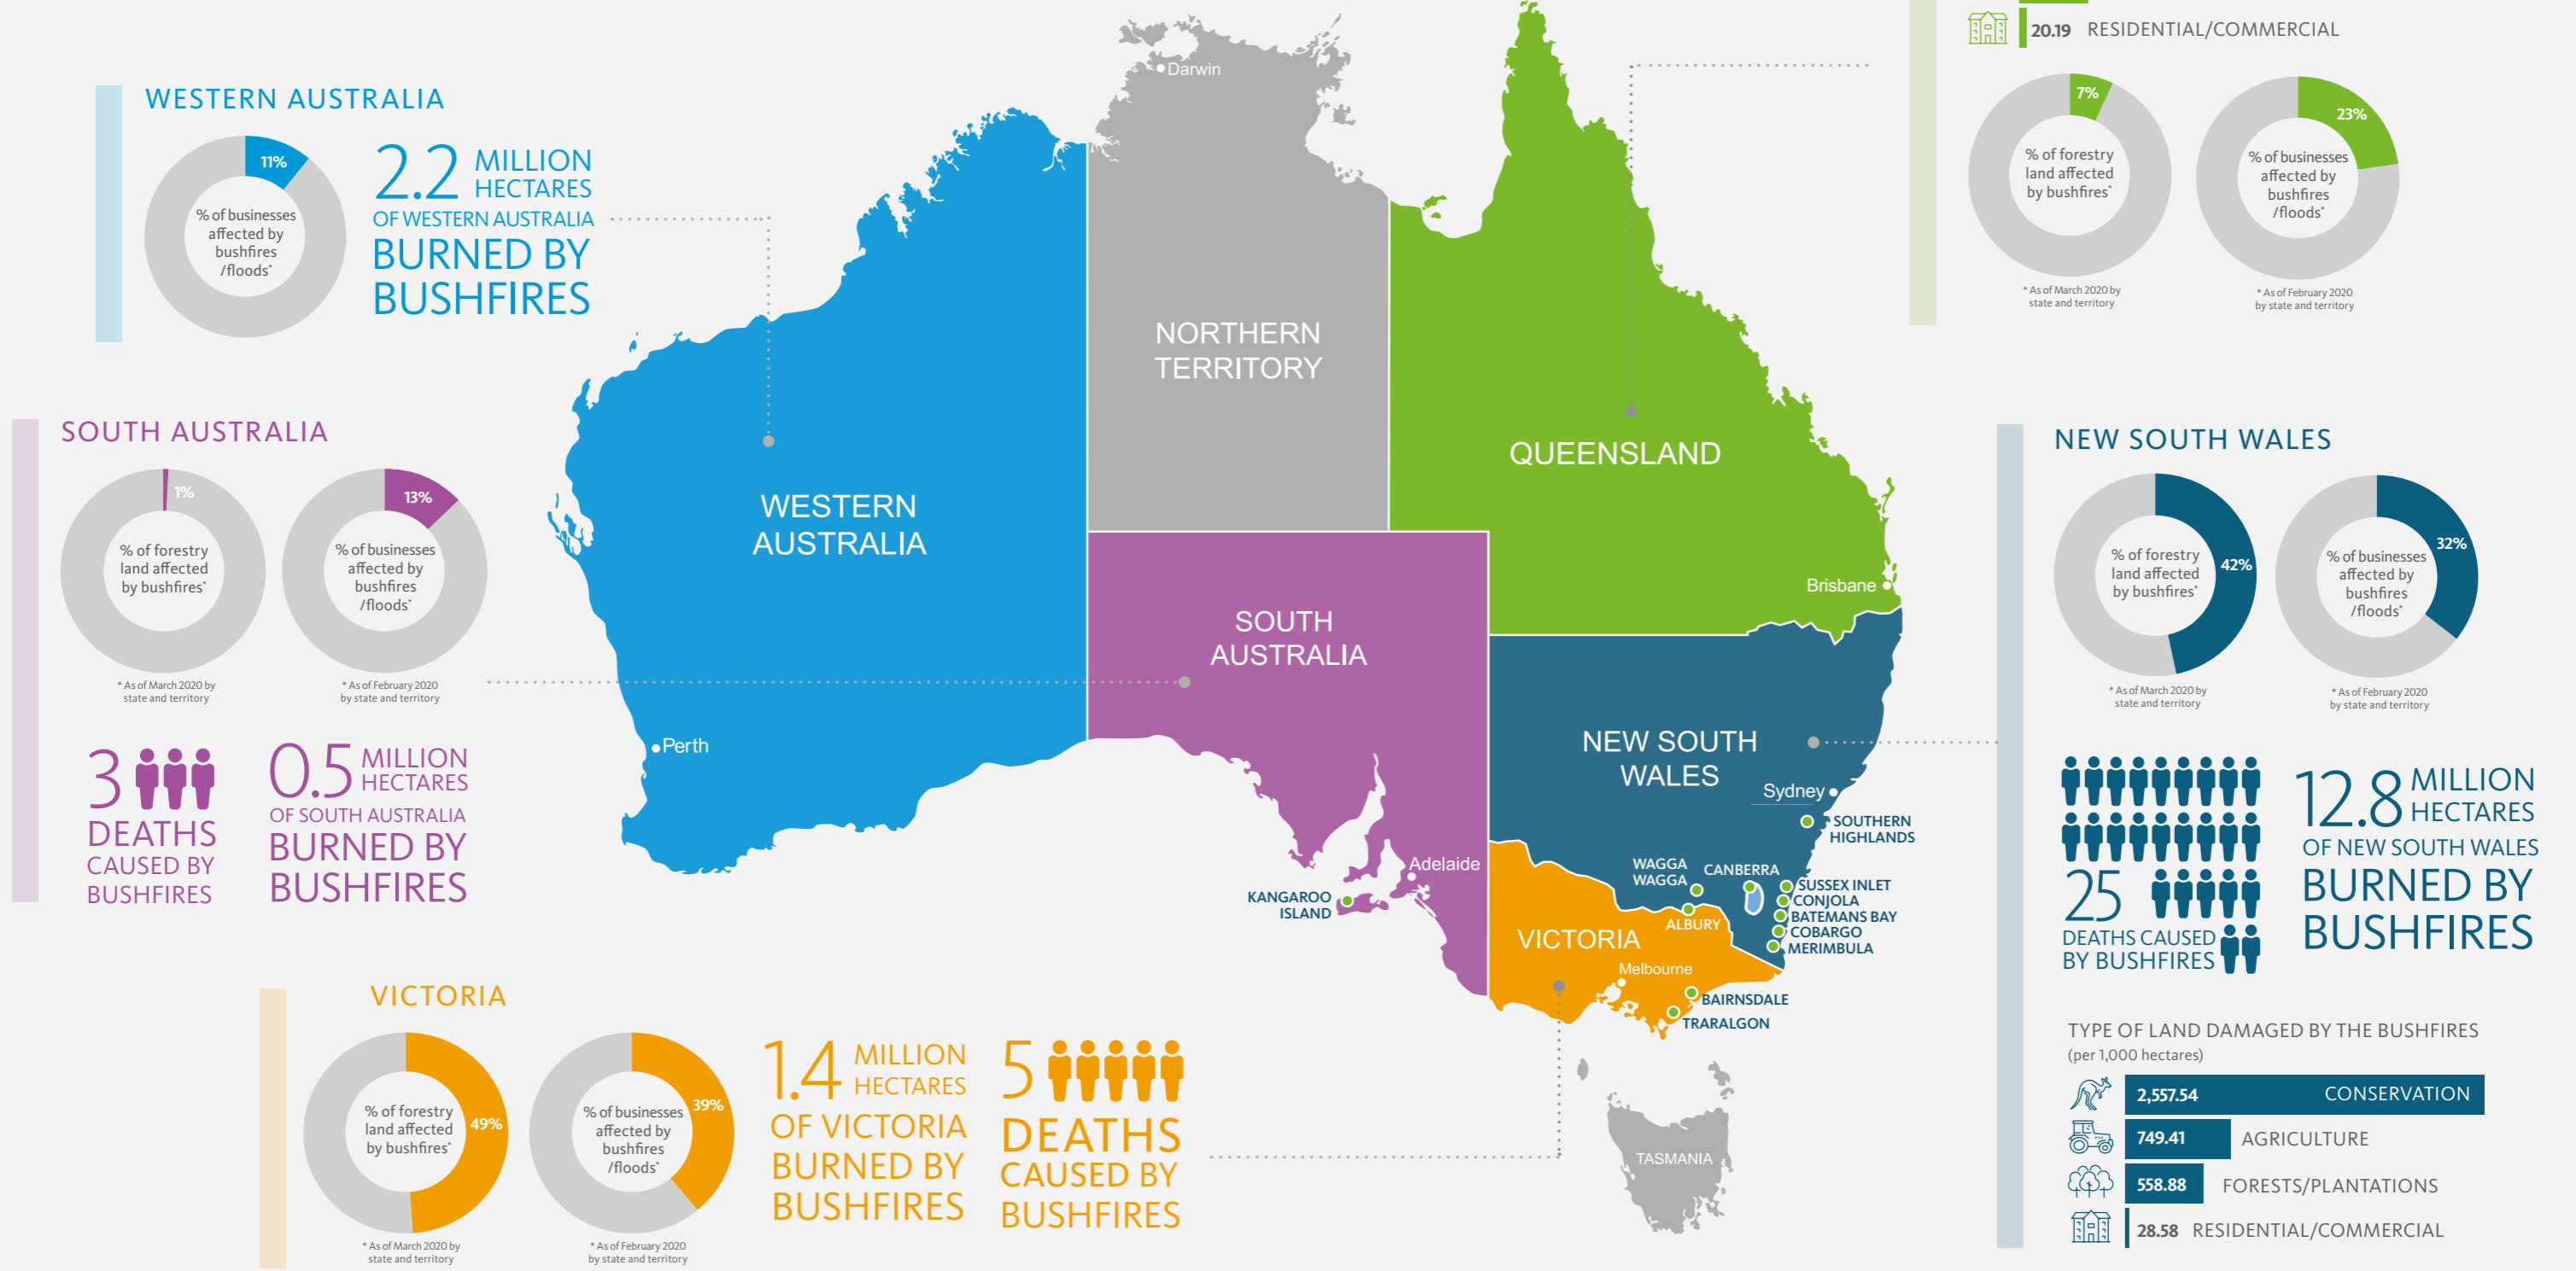 20.19 RESIDENTIAL/COMMERCIAL
7%
% of forestry
land affected
by bushfires*
* As of March 2020 by
state and territory
23%
% of businesses
affected by
bushfires
/floods*
* As of February 2020
by state and territory
WESTERN AUSTRALIA
11%
% of businesses
affected by
bushfires
/floods*
2.2 MILLION
HECTARES
OF WESTERN AUSTRALIA
BURNED BY
BUSHFIRES
SOUTH AUSTRALIA
1%
% of forestry
land affected
by bushfires*
* As of March 2020 by
state and territory
13%
% of businesses
affected by
bushfires
/floods*
* As of February 2020
by state and territory
3
DEATHS
CAUSED BY
BUSHFIRES
0.5 MILLION
HECTARES
OF SOUTH AUSTRALIA
BURNED BY
BUSHFIRES
VICTORIA
49%
% of forestry
land affected
by bushfires*
* As of March 2020 by
state and territory
39%
% of businesses
affected by
bushfires
/floods*
* As of February 2020
by state and territory
1.4 MILLION
HECTARES
OF VICTORIA
BURNED BY
BUSHFIRES
5
DEATHS
CAUSED BY
BUSHFIRES
Darwin
NORTHERN
TERRITORY
QUEENSLAND
WESTERN
AUSTRALIA
Brisbane
SOUTH
AUSTRALIA
Perth
NEW SOUTH
WALES
Sydney
SOUTHERN
HIGHLANDS
Adelaide
WAGGA
WAGGA
CANBERRA
KANGAROO
ISLAND
SUSSEX INLET
CONJOLA
BATEMANS BAY
ALBURY
COBARGO
MERIMBULA
VICTORIA
Melbourne
BAIRNSDALE
TRARALGON
TASMANIA
NEW SOUTH WALES
42%
% of forestry
land affected
by bushfires*
* As of March 2020 by
state and territory
32%
% of businesses
affected by
bushfires
/floods*
* As of February 2020
by state and territory
25
DEATHS CAUSED
BY BUSHFIRES
12.8 MILLION
HECTARES
OF NEW SOUTH WALES
BURNED BY
BUSHFIRES
TYPE OF LAND DAMAGED BY THE BUSHFIRES
(per 1,000 hectares)
2,557.54 CONSERVATION
749.41 AGRICULTURE
558.88 FORESTS/PLANTATIONS
28.58 RESIDENTIAL/COMMERCIAL